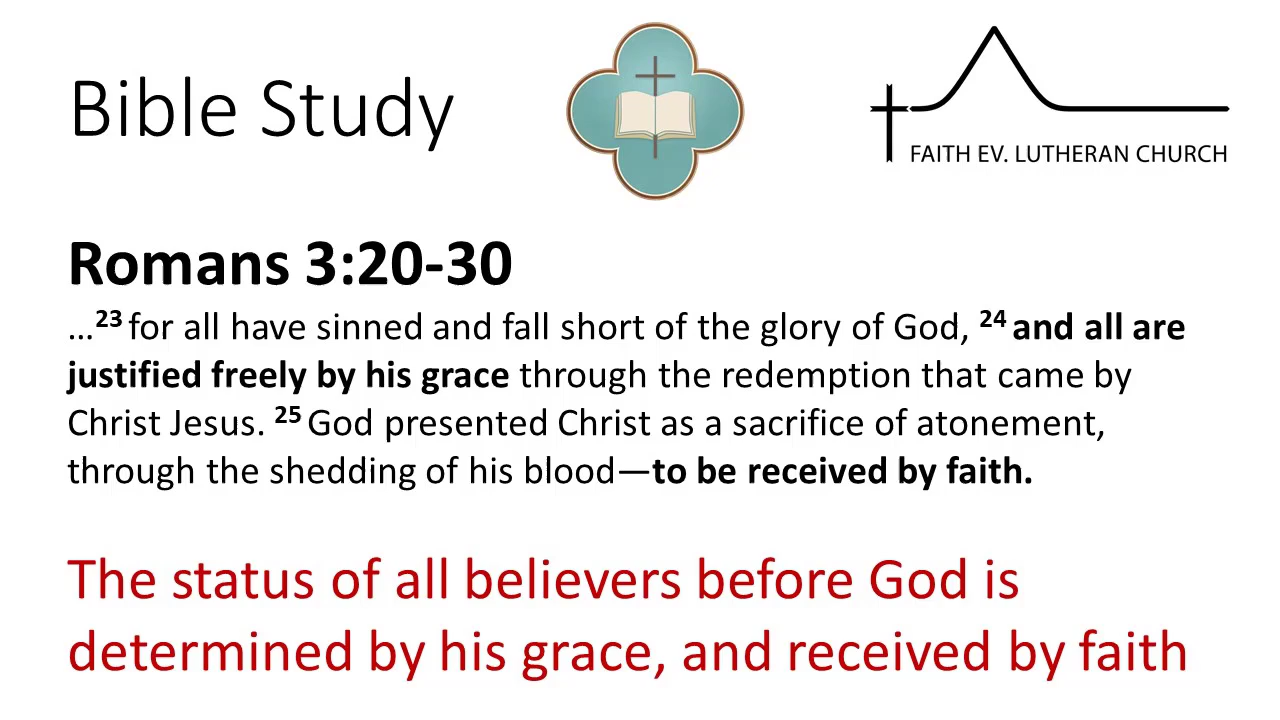 Bible Study
FAITH EV. LUTHERAN CHURCH
Romans 3:20-30
…23 for all have sinned and fall short of the glory of God, 24 and all are
justified freely by his grace through the redemption that came by
Christ Jesus. 25 God presented Christ as a sacrifice of atonement,
through the shedding of his blood—to be received by faith.
The status of all believers before God is
determined by his grace, and received by faith